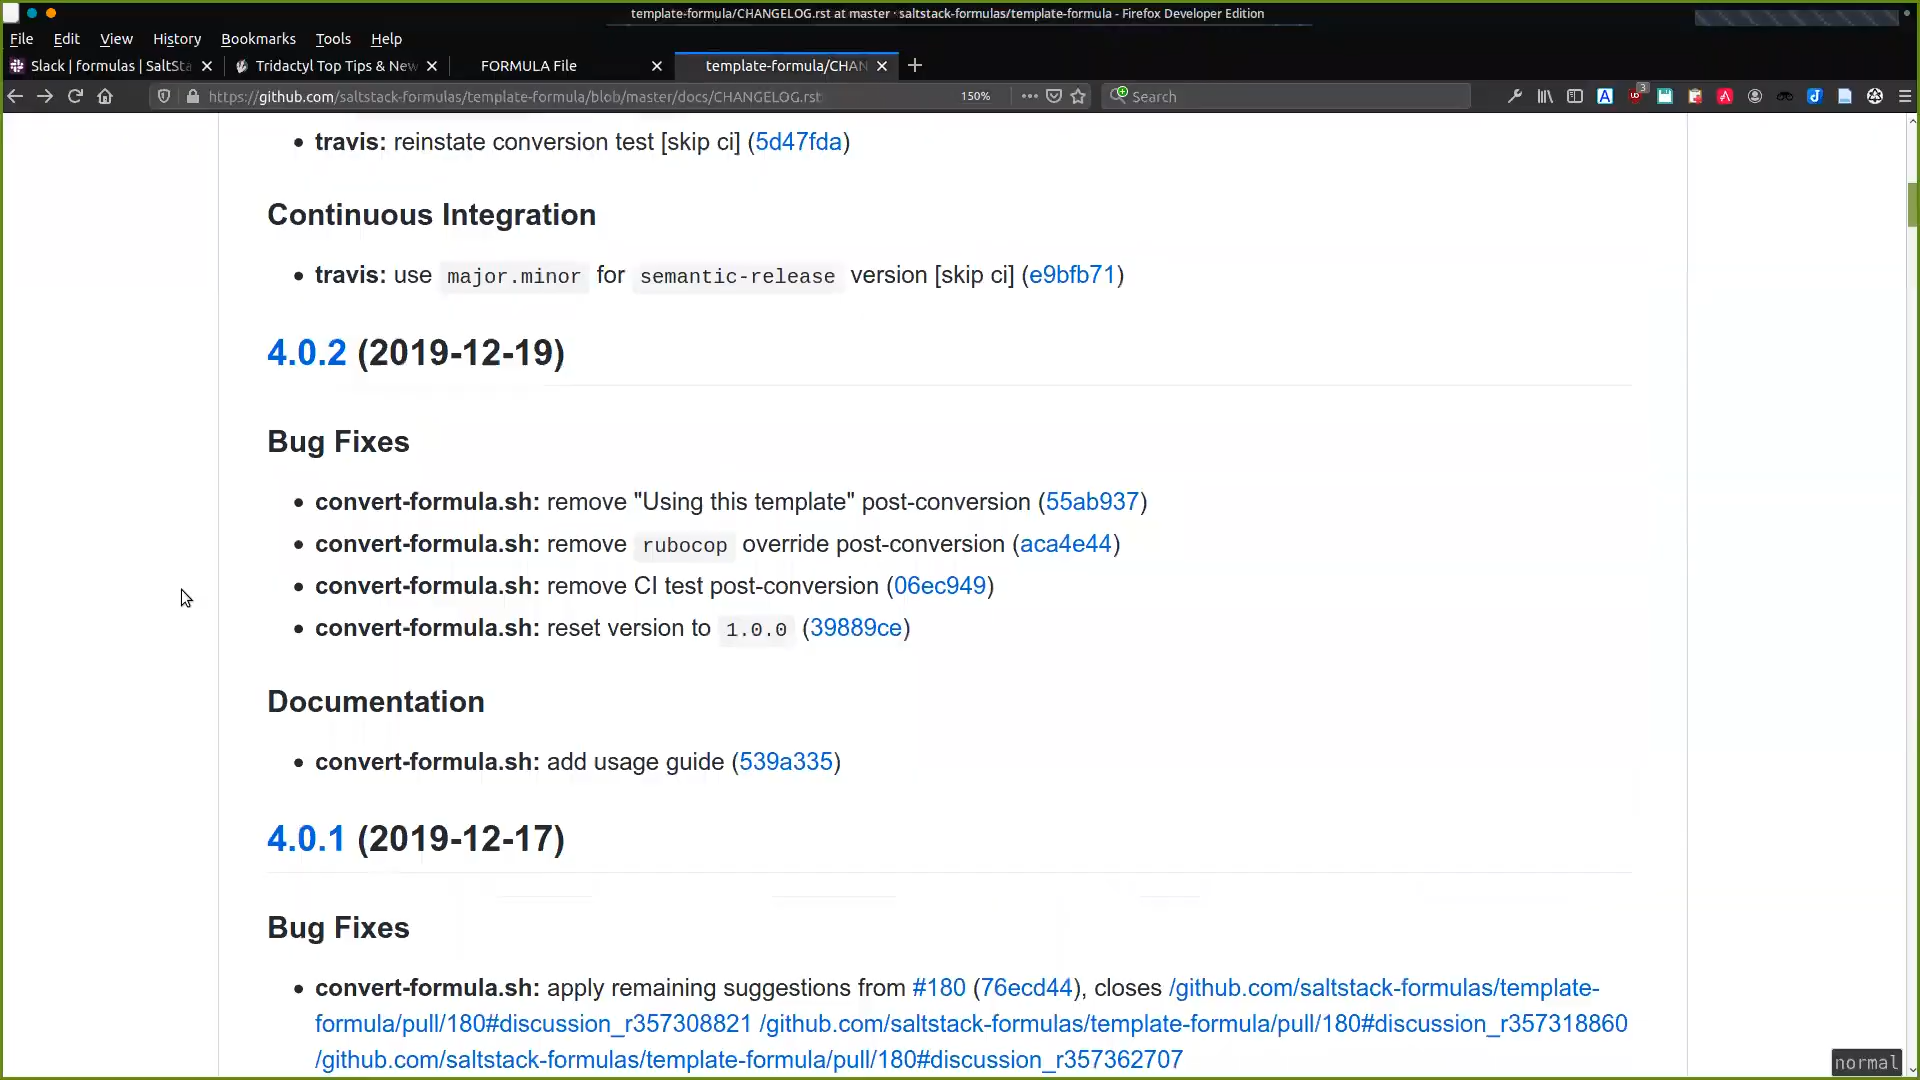 template-formula/CHANGELOG.rst at master · saltstack-formulas/template-formula - Firefox Developer Edition
File Edit View History Bookmarks Tools Help
Slack | formulas | SaltSta
Tridactyl Top Tips & New
FORMULA File
template-formula/CHAN
https://github.com/saltstack-formulas/template-formula/blob/master/docs/CHANGELOG.rst
150%
Search
3
• travis: reinstate conversion test [skip ci] (5d47fda)
Continuous Integration
• travis: use major.minor for semantic-release version [skip ci] (e9bfb71)
4.0.2 (2019-12-19)
Bug Fixes
• convert-formula.sh: remove "Using this template" post-conversion (55ab937)
• convert-formula.sh: remove rubocop override post-conversion (aca4e44)
• convert-formula.sh: remove CI test post-conversion (06ec949)
• convert-formula.sh: reset version to 1.0.0 (39889ce)
Documentation
• convert-formula.sh: add usage guide (539a335)
4.0.1 (2019-12-17)
Bug Fixes
• convert-formula.sh: apply remaining suggestions from #180 (76ecd44), closes /github.com/saltstack-formulas/template-
formula/pull/180#discussion_r357308821 /github.com/saltstack-formulas/template-formula/pull/180#discussion_r357318860
/github.com/saltstack-formulas/template-formula/pull/180#discussion_r357362707
normal